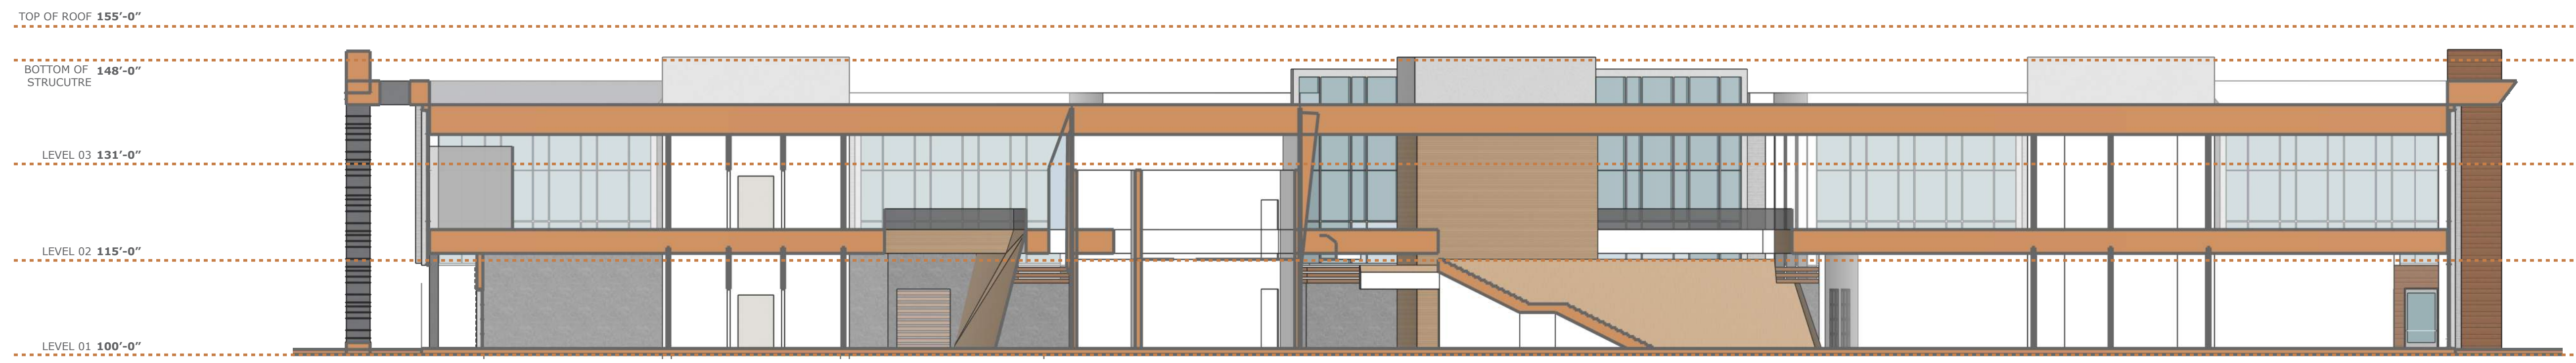 TOP OF ROOF 155'-0"
BOTTOM OF 148'-0"
STRUCUTRE
LEVEL 03 131'-0"
LEVEL 02 115'-0"
LEVEL 01 100'-0"